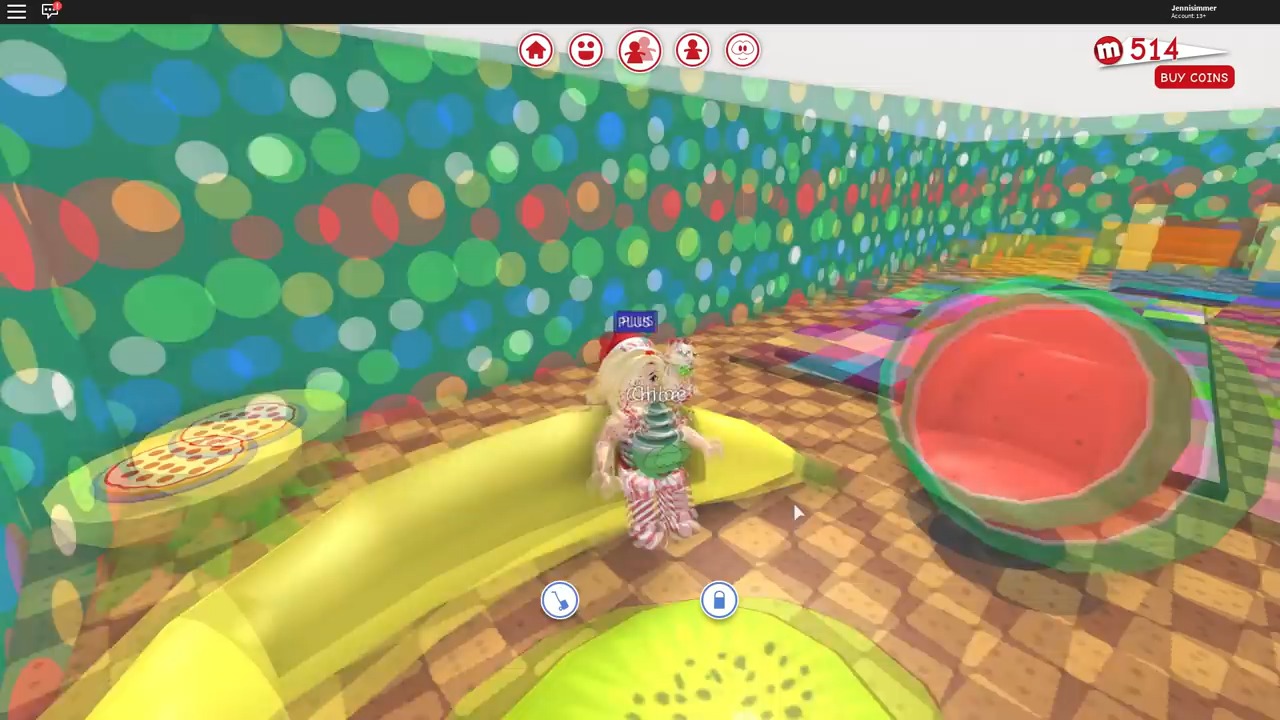 Jennisimmer
Account: 13+
m 514
BUY COINS
PLUS
Chloe